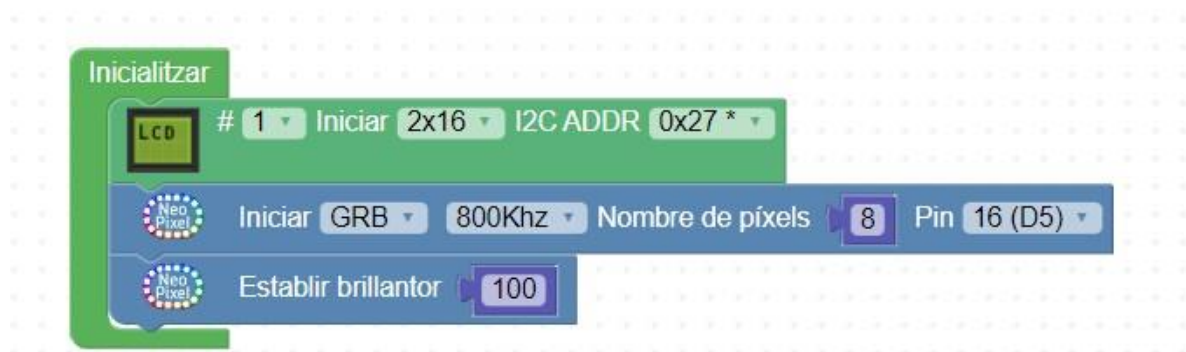 Inicialitzar
LCD # 1 Iniciar 2x16 I2C ADDR 0x27 *
Neo Pixel Iniciar GRB 800Khz Nombre de píxels 8 Pin 16 (D5)
Neo Pixel Establir brillantor 100